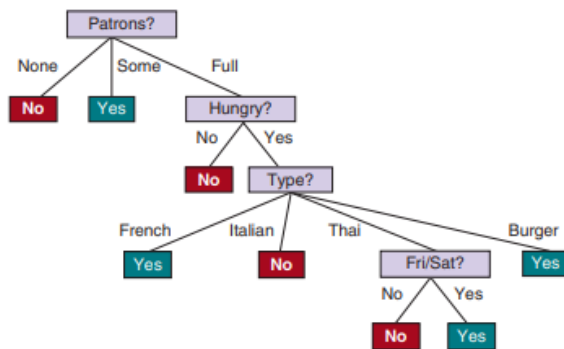 Patrons?
None Some Full
No Yes Hungry?
No Yes
No Type?
French Italian Thai Burger
Yes No Fri/Sat? Yes
No Yes
No Yes